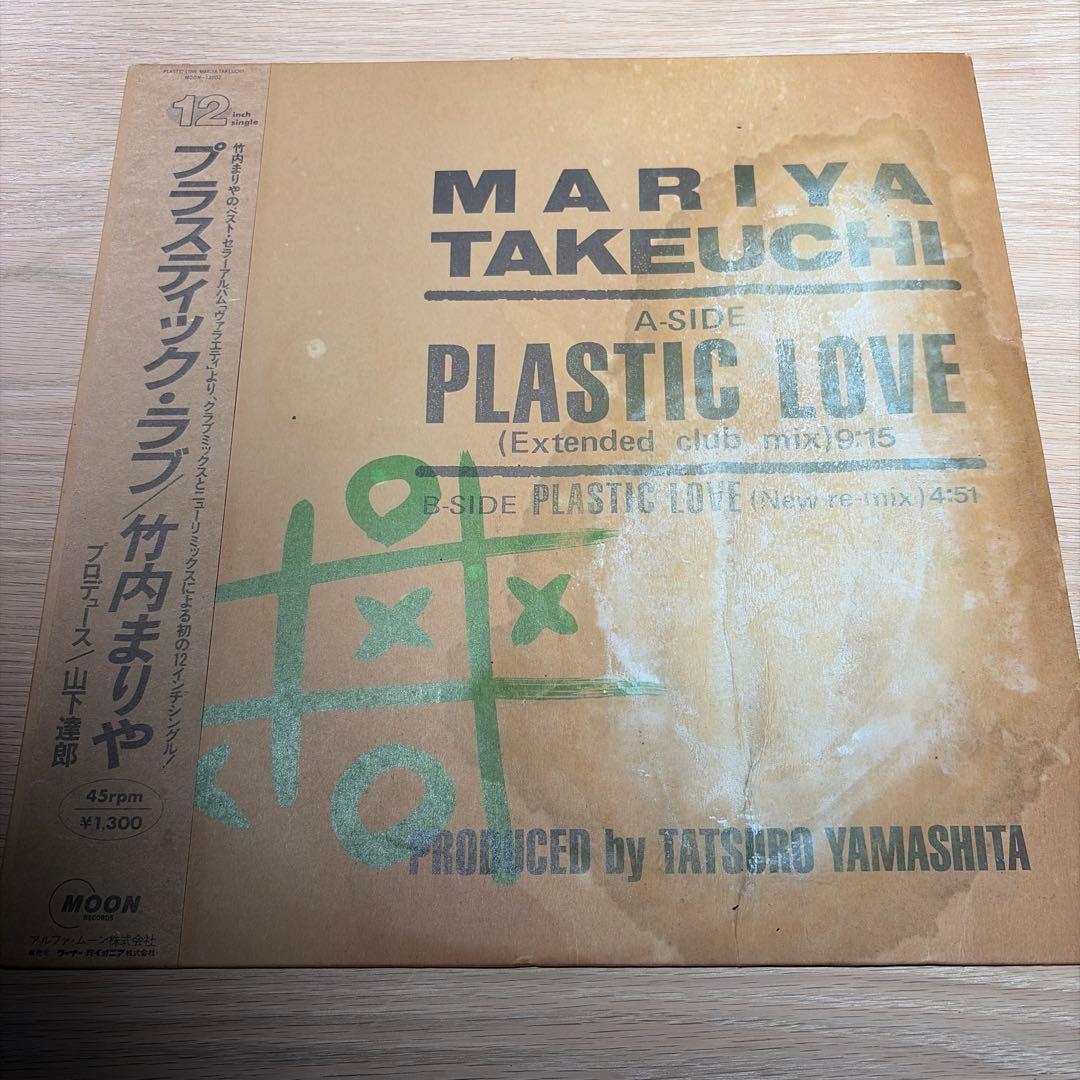 PLASTIC LOVE MARIYA TAKEUCHI
MOON-13002
12 inch single
竹内まりやのベスト・セラーアルバム「ヴァラエティ」より、クラブミックスとニューリミックスによる初の12インチシングル!
プラスティック・ラブ/竹内まりや
プロデュース/山下達郎
45rpm
¥1,300
MOON
RECORDS
アルファ・ムーン株式会社
販売元 ワーナー・パイオニア株式会社
MARIYA
TAKEUCHI
A-SIDE
PLASTIC LOVE
(Extended club mix)9:15
B-SIDE PLASTIC LOVE (New re-mix)4:51
PRODUCED by TATSURO YAMASHITA